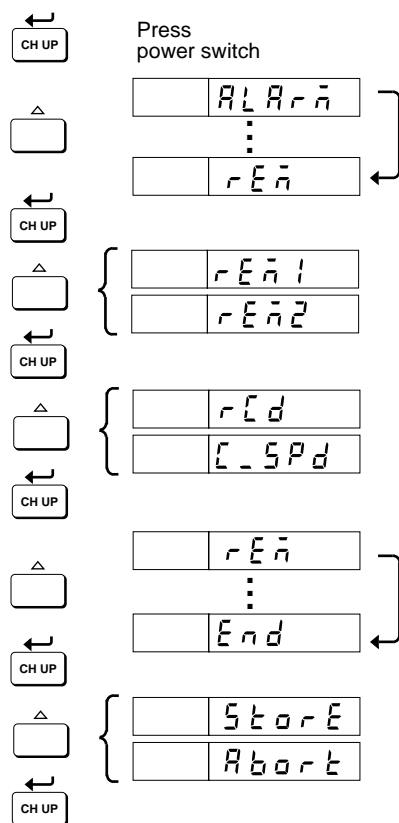 CH UP
Press
power switch
ALArm
rEm
CH UP
rEm1
rEm2
CH UP
rCd
C_SPd
CH UP
rEm
End
CH UP
StorE
Abort
CH UP